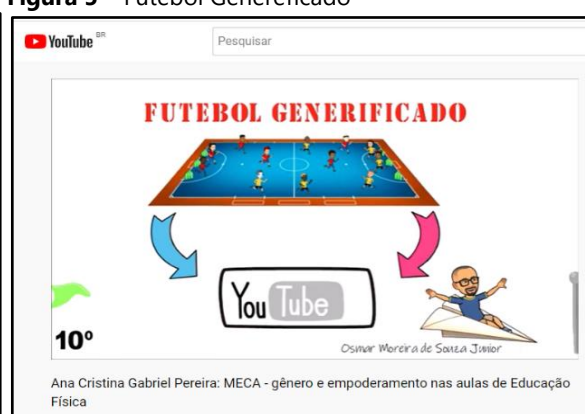 Figura 5 – Futebol Generificado
YouTube BR
Pesquisar
FUTEBOL GENERIFICADO
You Tube
10º
Osmar Moreira de Souza Junior
Ana Cristina Gabriel Pereira: MECA - gênero e empoderamento nas aulas de Educação
Física